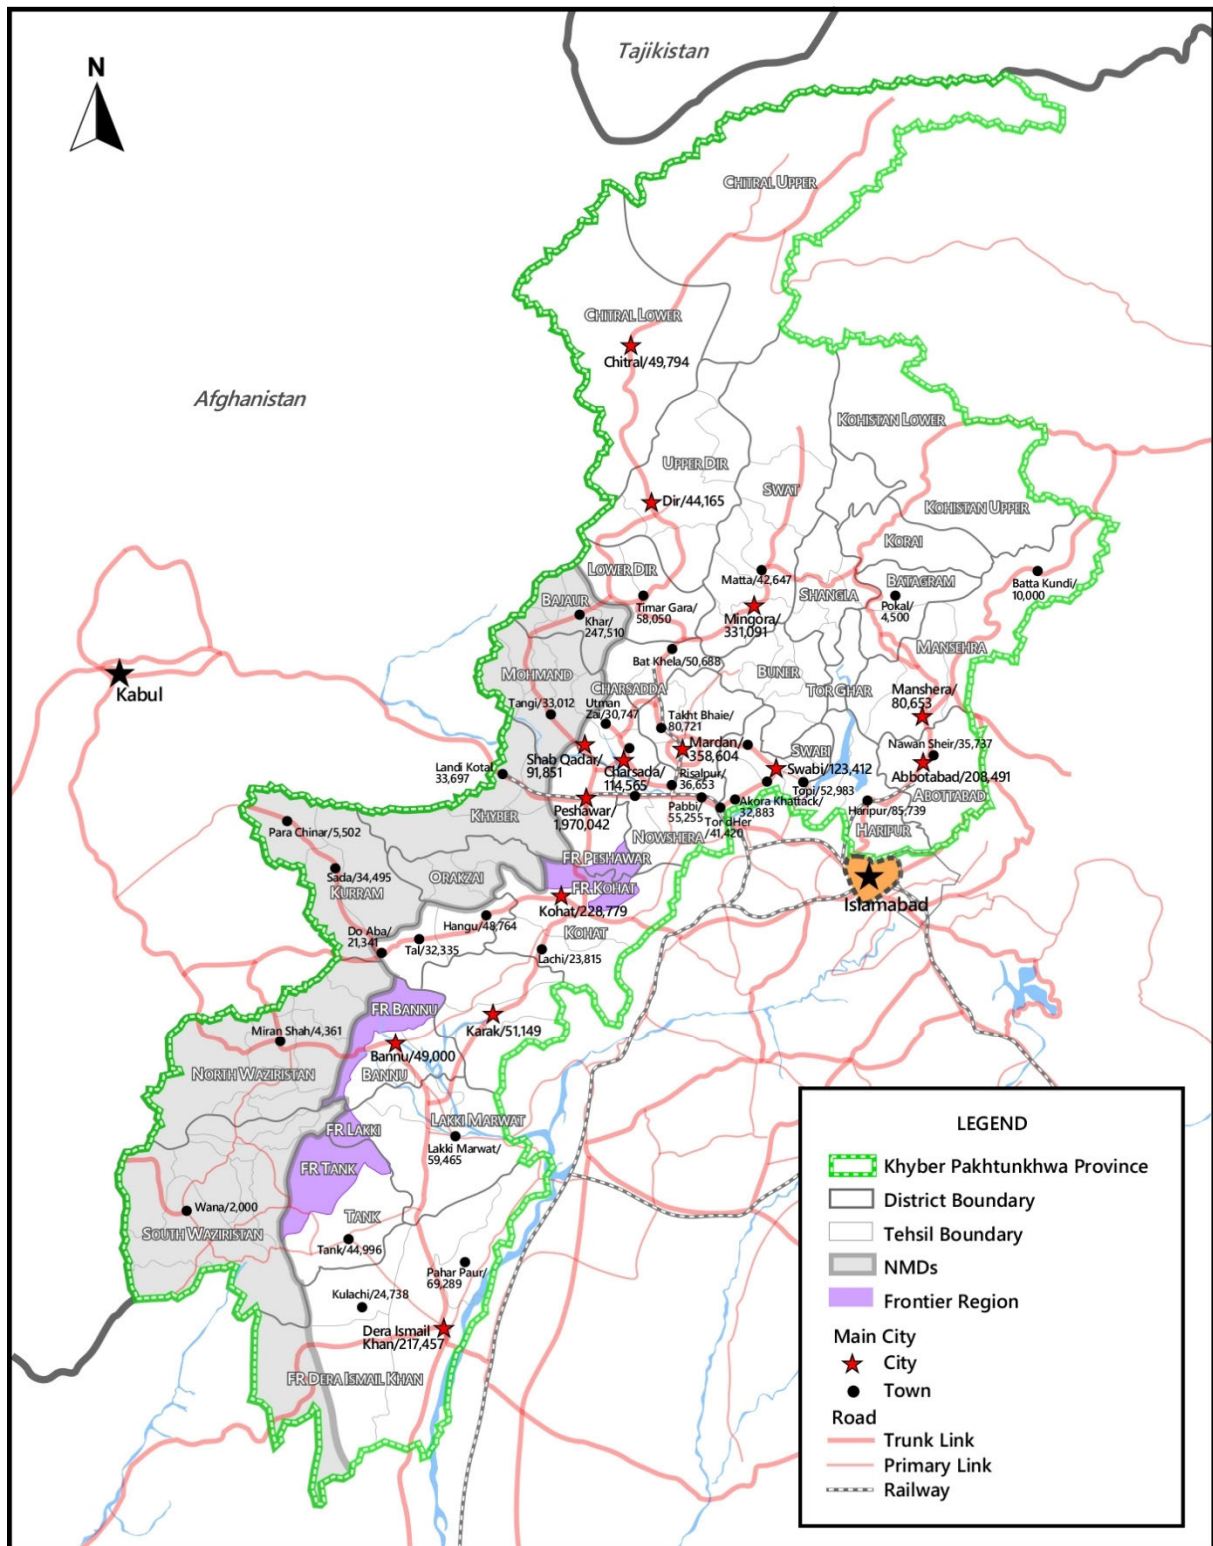 Tajikistan
N
CHITRAL UPPER
CHITRAL LOWER
Chitral/49,794
Afghanistan
KOHISTAN LOWER
UPPER DIR
SWAT
Dir/44,165
KOHISTAN UPPER
KORAI
LOWER DIR
Matta/42,647
BATAGRAM
Batta Kundi/
10,000
BAJAUR
SHANGLA
Pokal/
4,500
Khar/
247,510
Timar Gara/
58,050
Mingora/
331,091
MANSEHRA
Bat Khela/50,688
MOHMAND
BUNER
Kabul
CHARSADDA
TOR GHAR
Manshera/
80,653
Tangi/33,012
Utman
Zai/30,747
Takht Bhaie/
80,721
Mardan/
358,604
SWABI
Nawan Sheir/35,737
Shab Qadar/
91,851
Landi Kotal
33,697
Charsada/
114,565
Risalpur/
36,653
Swabi/123,412
Abbotabad/208,491
Topi/52,983
ABOTTABAD
Peshawar/
1,970,042
Pabbi/
55,255
Akora Khattack/
32,883
Haripur/85,739
KHYBER
Tor dHer
/41,420
NOWSHERA
HARIPUR
Para Chinar/5,502
FR PESHAWAR
Sada/34,495
ORAKZAI
KURRAM
FR KOHAT
Islamabad
Kohat/228,779
Hangu/48,764
Do Aba/
21,341
KOHAT
Tal/32,335
Lachi/23,815
FR BANNU
Miran Shah/4,361
Karak/51,149
Bannu/49,000
NORTH WAZIRISTAN
BANNU
LAKKI MARWAT
FR LAKKI
Lakki Marwat/
59,465
FR TANK
Wana/2,000
TANK
SOUTH WAZIRISTAN
Tank/44,996
Pahar Paur/
69,289
Kulachi/24,738
Dera Ismail
Khan/217,457
FR DERA ISMAIL KHAN
LEGEND
Khyber Pakhtunkhwa Province
District Boundary
Tehsil Boundary
NMDs
Frontier Region
Main City
City
Town
Road
Trunk Link
Primary Link
Railway